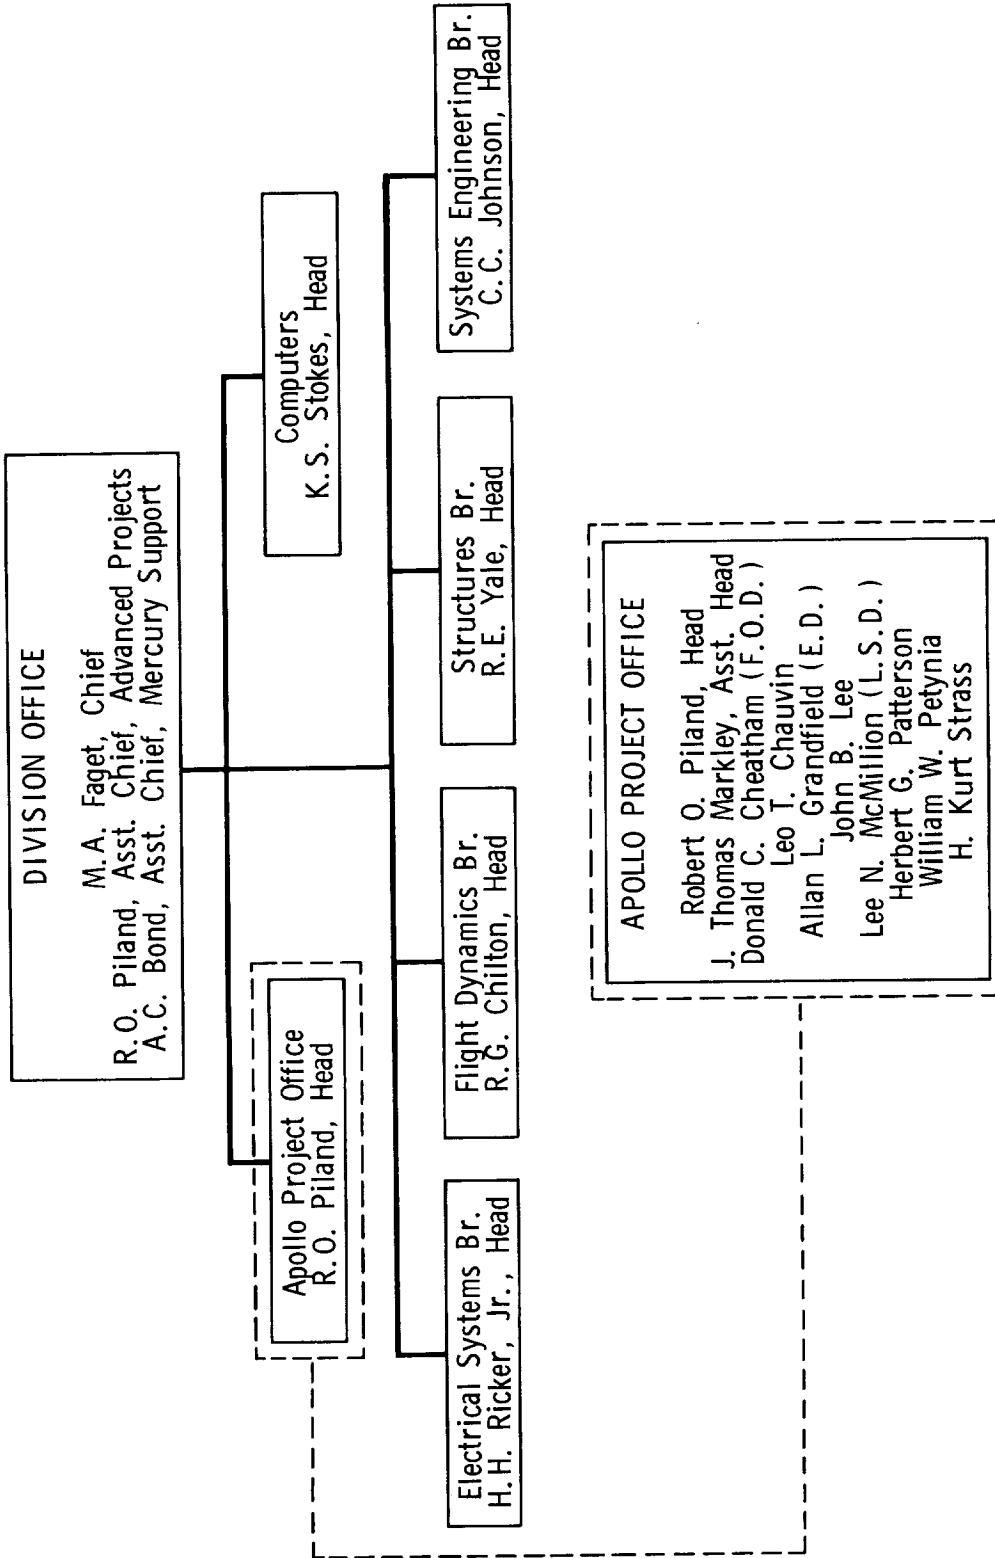 DIVISION OFFICE
M.A. Faget, Chief
R.O. Piland, Asst. Chief, Advanced Projects
A.C. Bond, Asst. Chief, Mercury Support
Apollo Project Office
R.O. Piland, Head
Computers
K.S. Stokes, Head
Electrical Systems Br.
H.H. Ricker, Jr., Head
Flight Dynamics Br.
R.G. Chilton, Head
Structures Br.
R.E. Yale, Head
Systems Engineering Br.
C.C. Johnson, Head
APOLLO PROJECT OFFICE
Robert O. Piland, Head
J. Thomas Markley, Asst. Head
Donald C. Cheatham (F.O.D.)
Leo T. Chauvin
Allan L. Grandfield (E.D.)
John B. Lee
Lee N. McMillion (L.S.D.)
Herbert G. Patterson
William W. Petynia
H. Kurt Strass